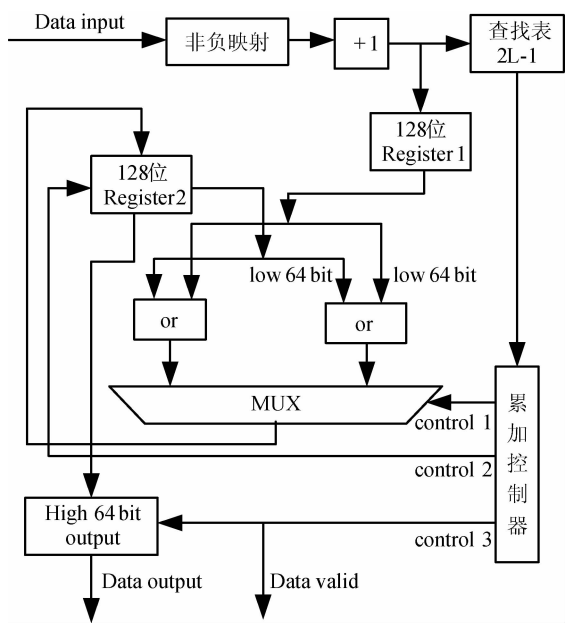 Data input
非负映射
+1
查找表
2L-1
128位
Register1
128位
Register2
low 64 bit
low 64 bit
or
or
MUX
control 1
control 2
control 3
累加控制器
High 64 bit
output
Data output
Data valid